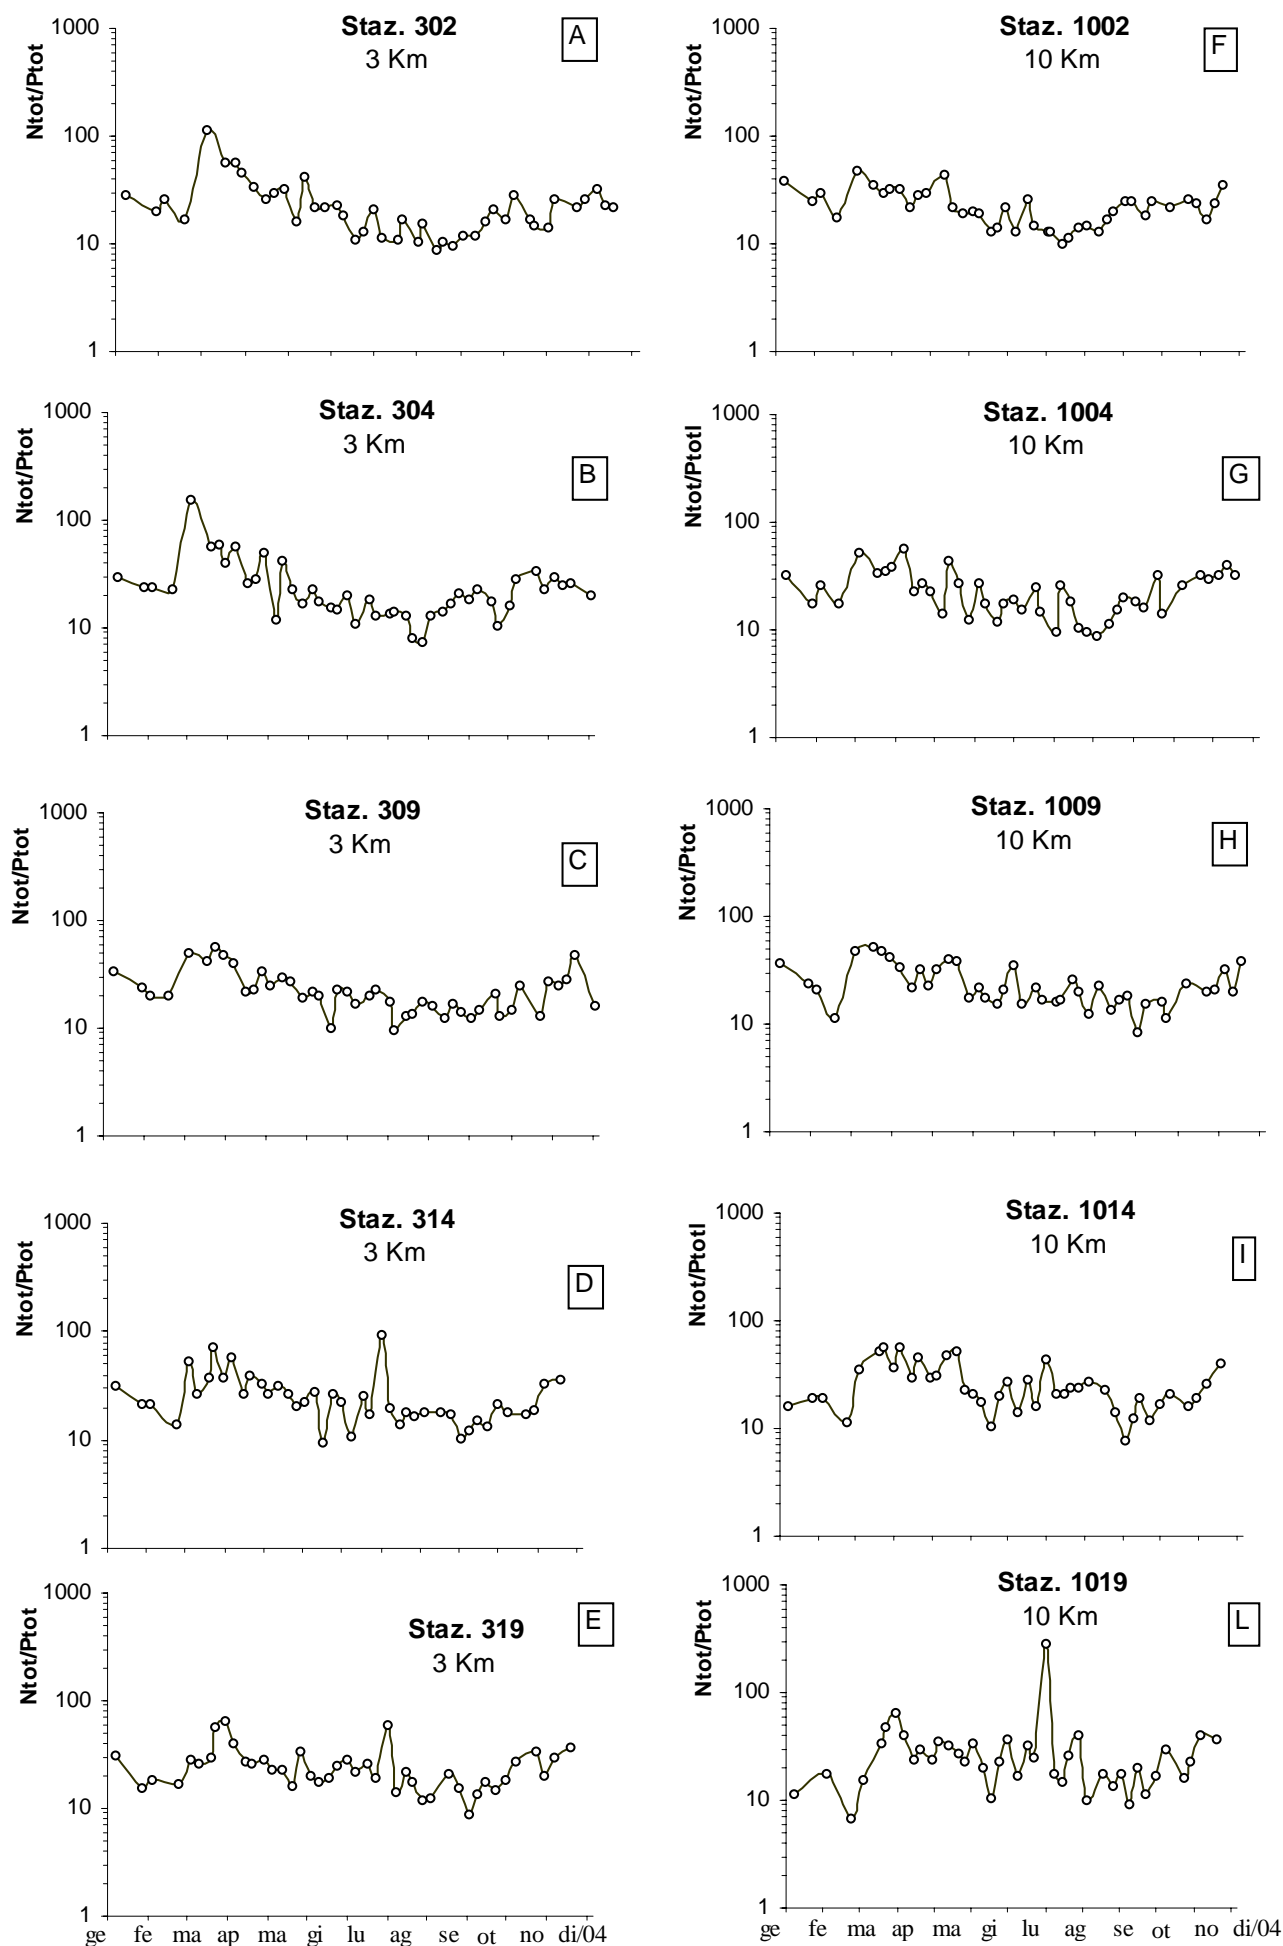 Staz. 302
3 Km
A
Ntot/Ptot
1000
100
10
1
Staz. 1002
10 Km
F
Ntot/Ptot
1000
100
10
1
Staz. 304
3 Km
B
Ntot/Ptot
1000
100
10
1
Staz. 1004
10 Km
G
Ntot/Ptotl
1000
100
10
1
Staz. 309
3 Km
C
Ntot/Ptot
1000
100
10
1
Staz. 1009
10 Km
H
Ntot/Ptot
1000
100
10
1
Staz. 314
3 Km
D
Ntot/Ptot
1000
100
10
1
Staz. 1014
10 Km
I
Ntot/Ptotl
1000
100
10
1
Staz. 319
3 Km
E
Ntot/Ptot
1000
100
10
1
ge fe ma ap ma gi lu ag se ot no di/04
Staz. 1019
10 Km
L
Ntot/Ptot
1000
100
10
1
ge fe ma ap ma gi lu ag se ot no di/04